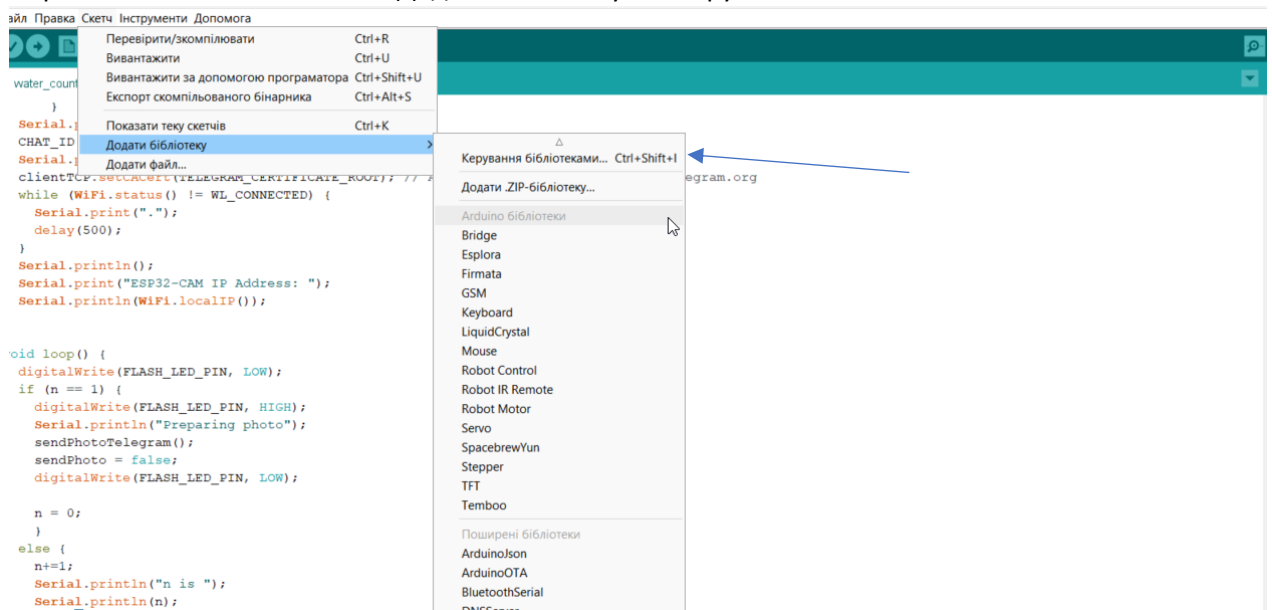 айл Правка Скетч Інструменти Допомога
Перевірити/зкомпілювати Ctrl+R
Вивантажити Ctrl+U
Вивантажити за допомогою програматора Ctrl+Shift+U
Експорт скомпільованого бінарника Ctrl+Alt+S
Показати теку скетчів Ctrl+K
Додати бібліотеку
Додати файл...
Керування бібліотеками... Ctrl+Shift+I
Додати .ZIP-бібліотеку...
Arduino бібліотеки
Bridge
Esplora
Firmata
GSM
Keyboard
LiquidCrystal
Mouse
Robot Control
Robot IR Remote
Robot Motor
Servo
SpacebrewYun
Stepper
TFT
Temboo
Поширені бібліотеки
ArduinoJson
ArduinoOTA
BluetoothSerial
water_coun
}
Serial.
CHAT_ID
Serial.
clientTCP.setCACert(TELEGRAM_CERTIFICATE_ROOT); // egram.org
while (WiFi.status() != WL_CONNECTED) {
Serial.print(".");
delay(500);
}
Serial.println();
Serial.print("ESP32-CAM IP Address: ");
Serial.println(WiFi.localIP());
oid loop() {
digitalWrite(FLASH_LED_PIN, LOW);
if (n == 1) {
digitalWrite(FLASH_LED_PIN, HIGH);
Serial.println("Preparing photo");
sendPhotoTelegram();
sendPhoto = false;
digitalWrite(FLASH_LED_PIN, LOW);
n = 0;
}
else {
n+=1;
Serial.println("n is ");
Serial.println(n);